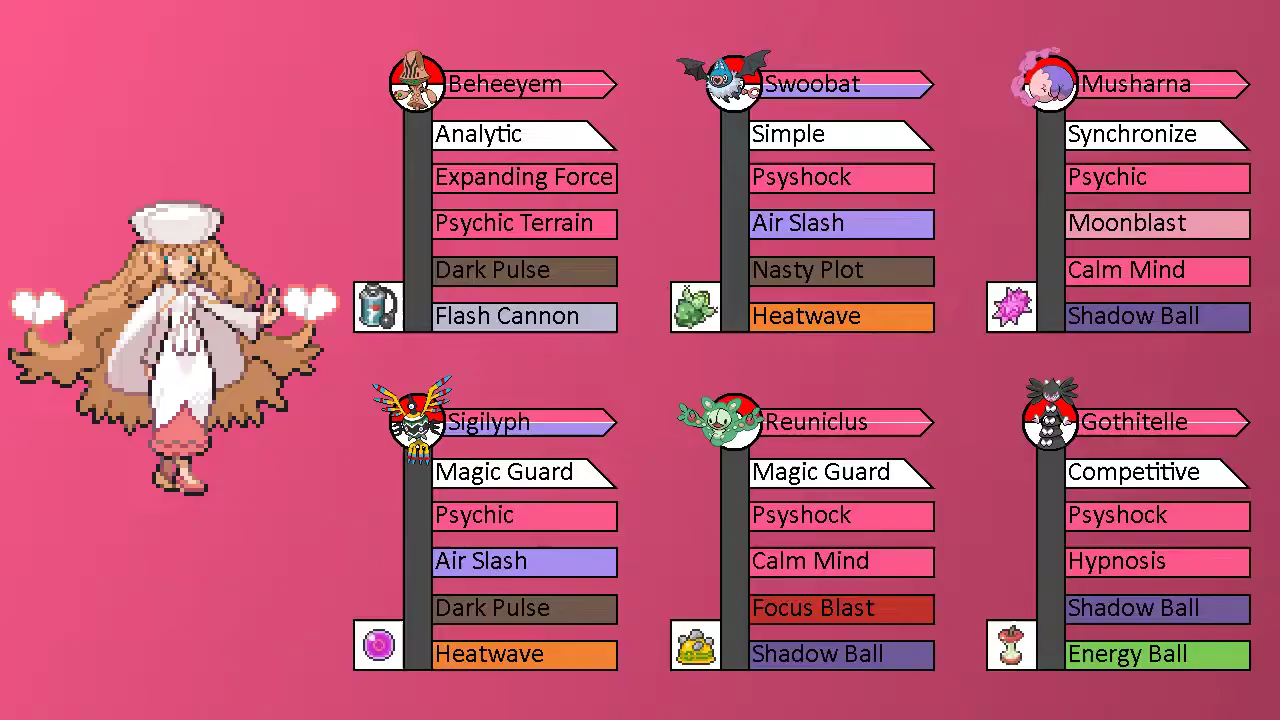 Beheeyem
Analytic
Expanding Force
Psychic Terrain
Dark Pulse
Flash Cannon
Swoobat
Simple
Psyshock
Air Slash
Nasty Plot
Heatwave
Musharna
Synchronize
Psychic
Moonblast
Calm Mind
Shadow Ball
Sigilyph
Magic Guard
Psychic
Air Slash
Dark Pulse
Heatwave
Reuniclus
Magic Guard
Psyshock
Calm Mind
Focus Blast
Shadow Ball
Gothitelle
Competitive
Psyshock
Hypnosis
Shadow Ball
Energy Ball